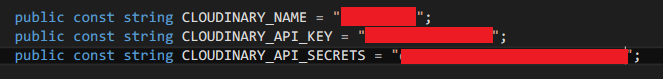 public const string CLOUDINARY_NAME = "";
public const string CLOUDINARY_API_KEY = "";
public const string CLOUDINARY_API_SECRETS = "";